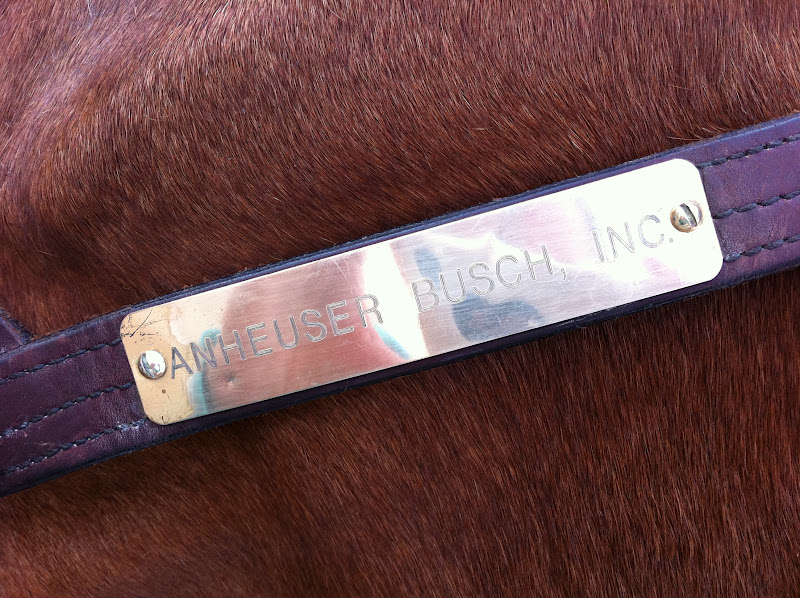 ANHEUSER BUSCH, INC.